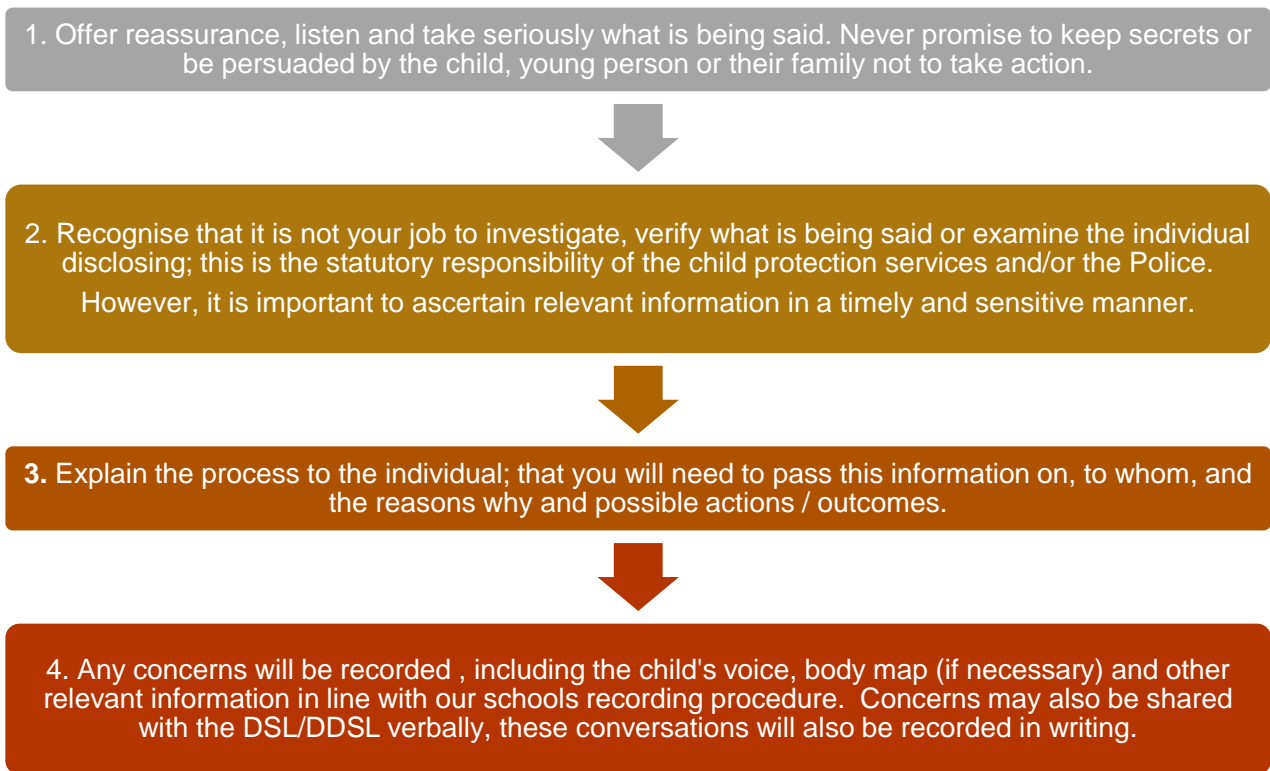 1. Offer reassurance, listen and take seriously what is being said. Never promise to keep secrets or
be persuaded by the child, young person or their family not to take action.
2. Recognise that it is not your job to investigate, verify what is being said or examine the individual
disclosing; this is the statutory responsibility of the child protection services and/or the Police.
However, it is important to ascertain relevant information in a timely and sensitive manner.
3. Explain the process to the individual; that you will need to pass this information on, to whom, and
the reasons why and possible actions / outcomes.
4. Any concerns will be recorded , including the child's voice, body map (if necessary) and other
relevant information in line with our schools recording procedure.  Concerns may also be shared
with the DSL/DDSL verbally, these conversations will also be recorded in writing.